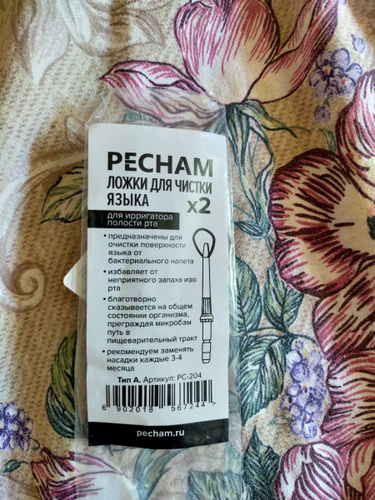 PECHAM
ЛОЖКИ ДЛЯ ЧИСТКИ
ЯЗЫКА
x2
для ирригатора
полости рта
• предназначены для
очистки поверхности
языка от
бактериального налета
• избавляет от
неприятного запаха изо
рта
• благотворно
сказывается на общем
состоянии организма,
преграждая микробам
путь в
пищеварительный тракт
• рекомендуем заменять
насадки каждые 3-4
месяца
Тип А. Артикул: PC-204
6 902018 567244
pecham.ru